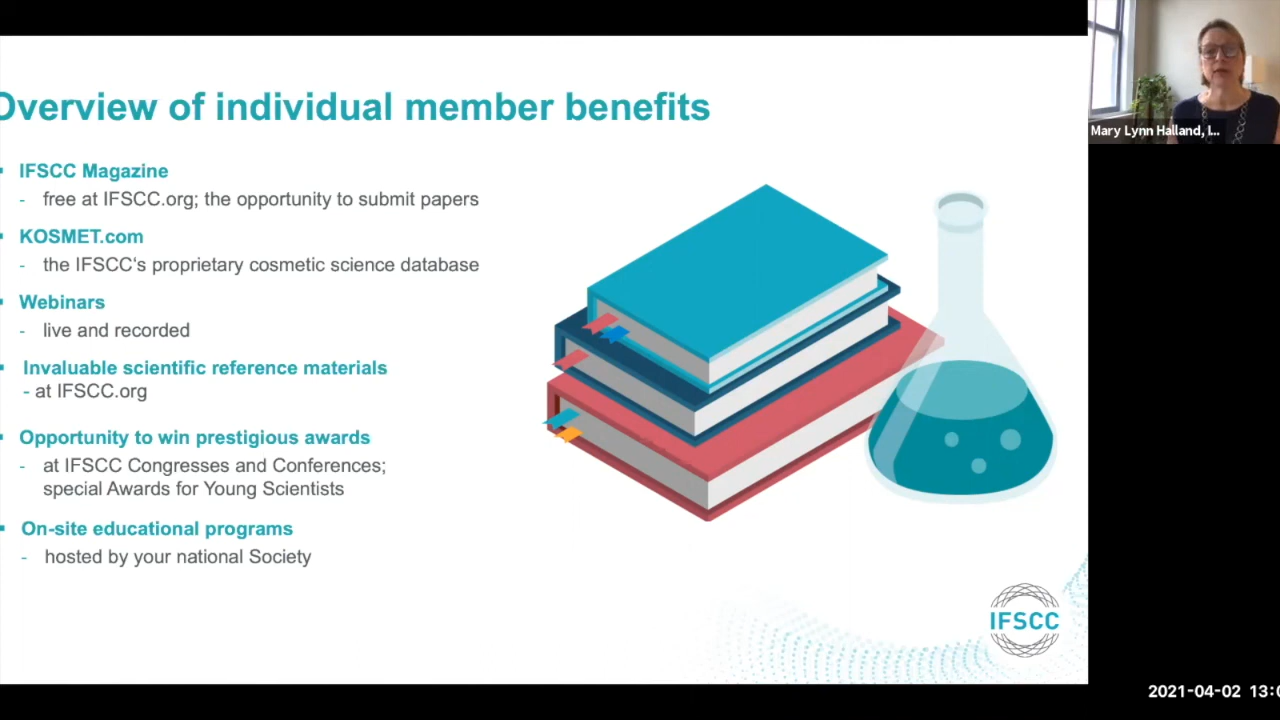 Overview of individual member benefits
IFSCC Magazine
- free at IFSCC.org; the opportunity to submit papers
KOSMET.com
- the IFSCC's proprietary cosmetic science database
Webinars
- live and recorded
Invaluable scientific reference materials
- at IFSCC.org
Opportunity to win prestigious awards
- at IFSCC Congresses and Conferences;
special Awards for Young Scientists
On-site educational programs
- hosted by your national Society
IFSCC
Mary Lynn Halland, I...
2021-04-02 13:0